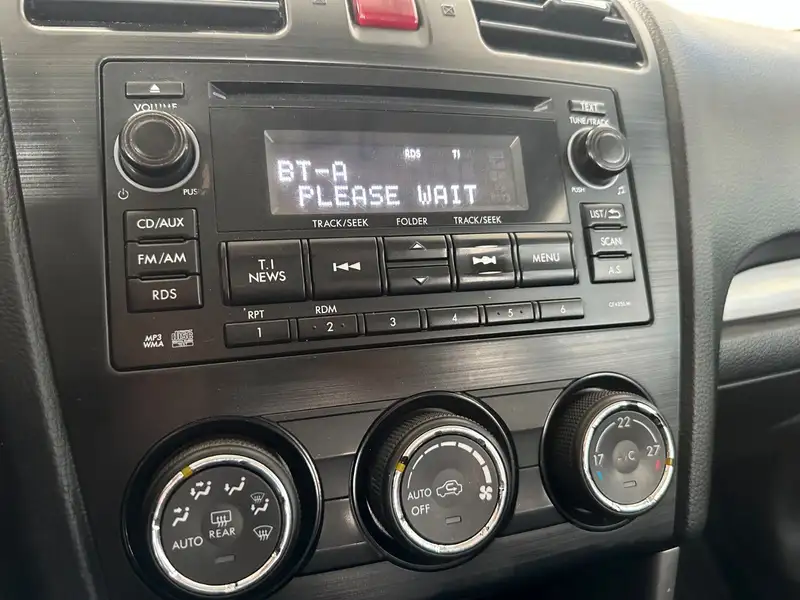 VOLUME
TEXT
TUNE/TRACK
RDS TI
BT-A
PLEASE WAIT
PUSH
PUSH
TRACK/SEEK FOLDER TRACK/SEEK
CD/AUX
FM/AM
RDS
T.I
NEWS
MENU
LIST/
SCAN
A.S
RPT RDM
1 2 3 4 5 6
MP3
WMA
AUTO REAR
AUTO
OFF
17 22 27
°C